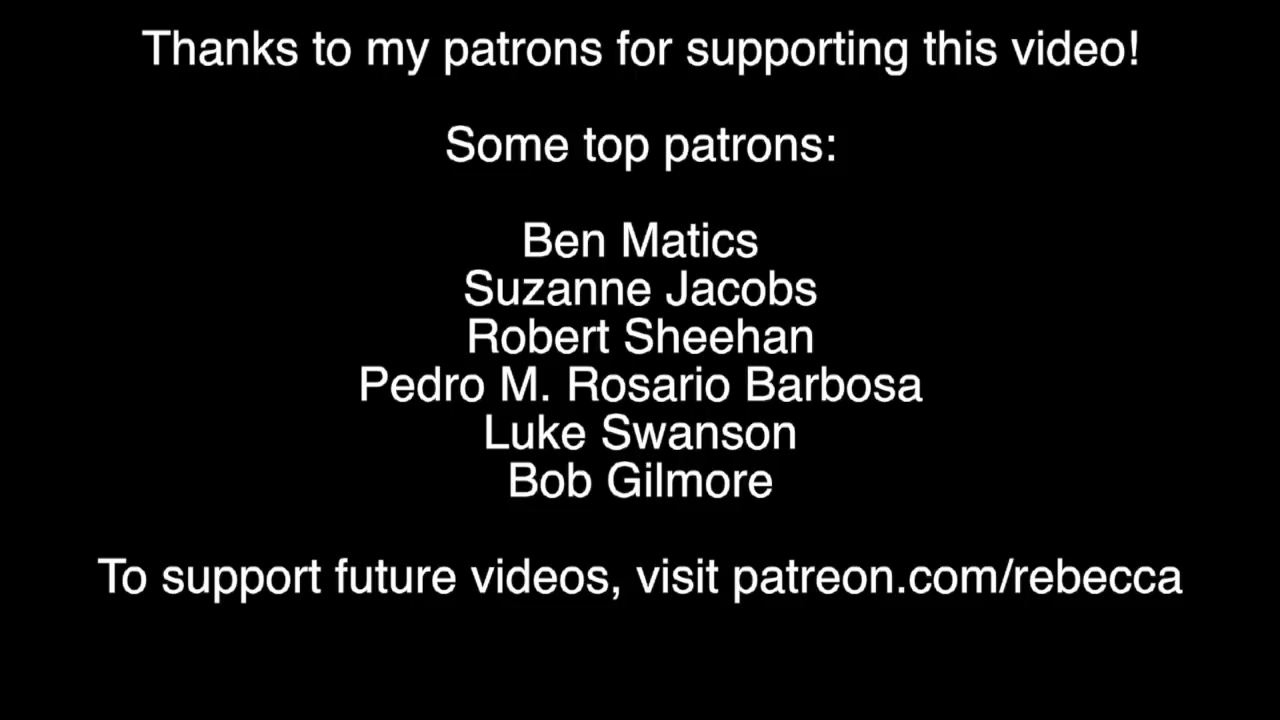 Thanks to my patrons for supporting this video!
Some top patrons:
Ben Matics
Suzanne Jacobs
Robert Sheehan
Pedro M. Rosario Barbosa
Luke Swanson
Bob Gilmore
To support future videos, visit patreon.com/rebecca